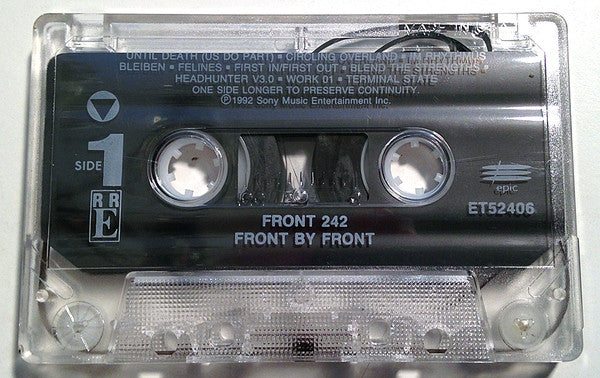 MADE IN U.S.A.
UNTIL DEATH (US DO PART) • CIRCLING OVERLAND • IM RHYTHMUS
BLEIBEN • FELINES • FIRST IN/FIRST OUT • BLEND THE STRENGTHS •
HEADHUNTER V3.0 • WORK 01 • TERMINAL STATE
ONE SIDE LONGER TO PRESERVE CONTINUITY.
℗1992 Sony Music Entertainment Inc.
SIDE 1
RR
E
epic
ET52406
FRONT 242
FRONT BY FRONT